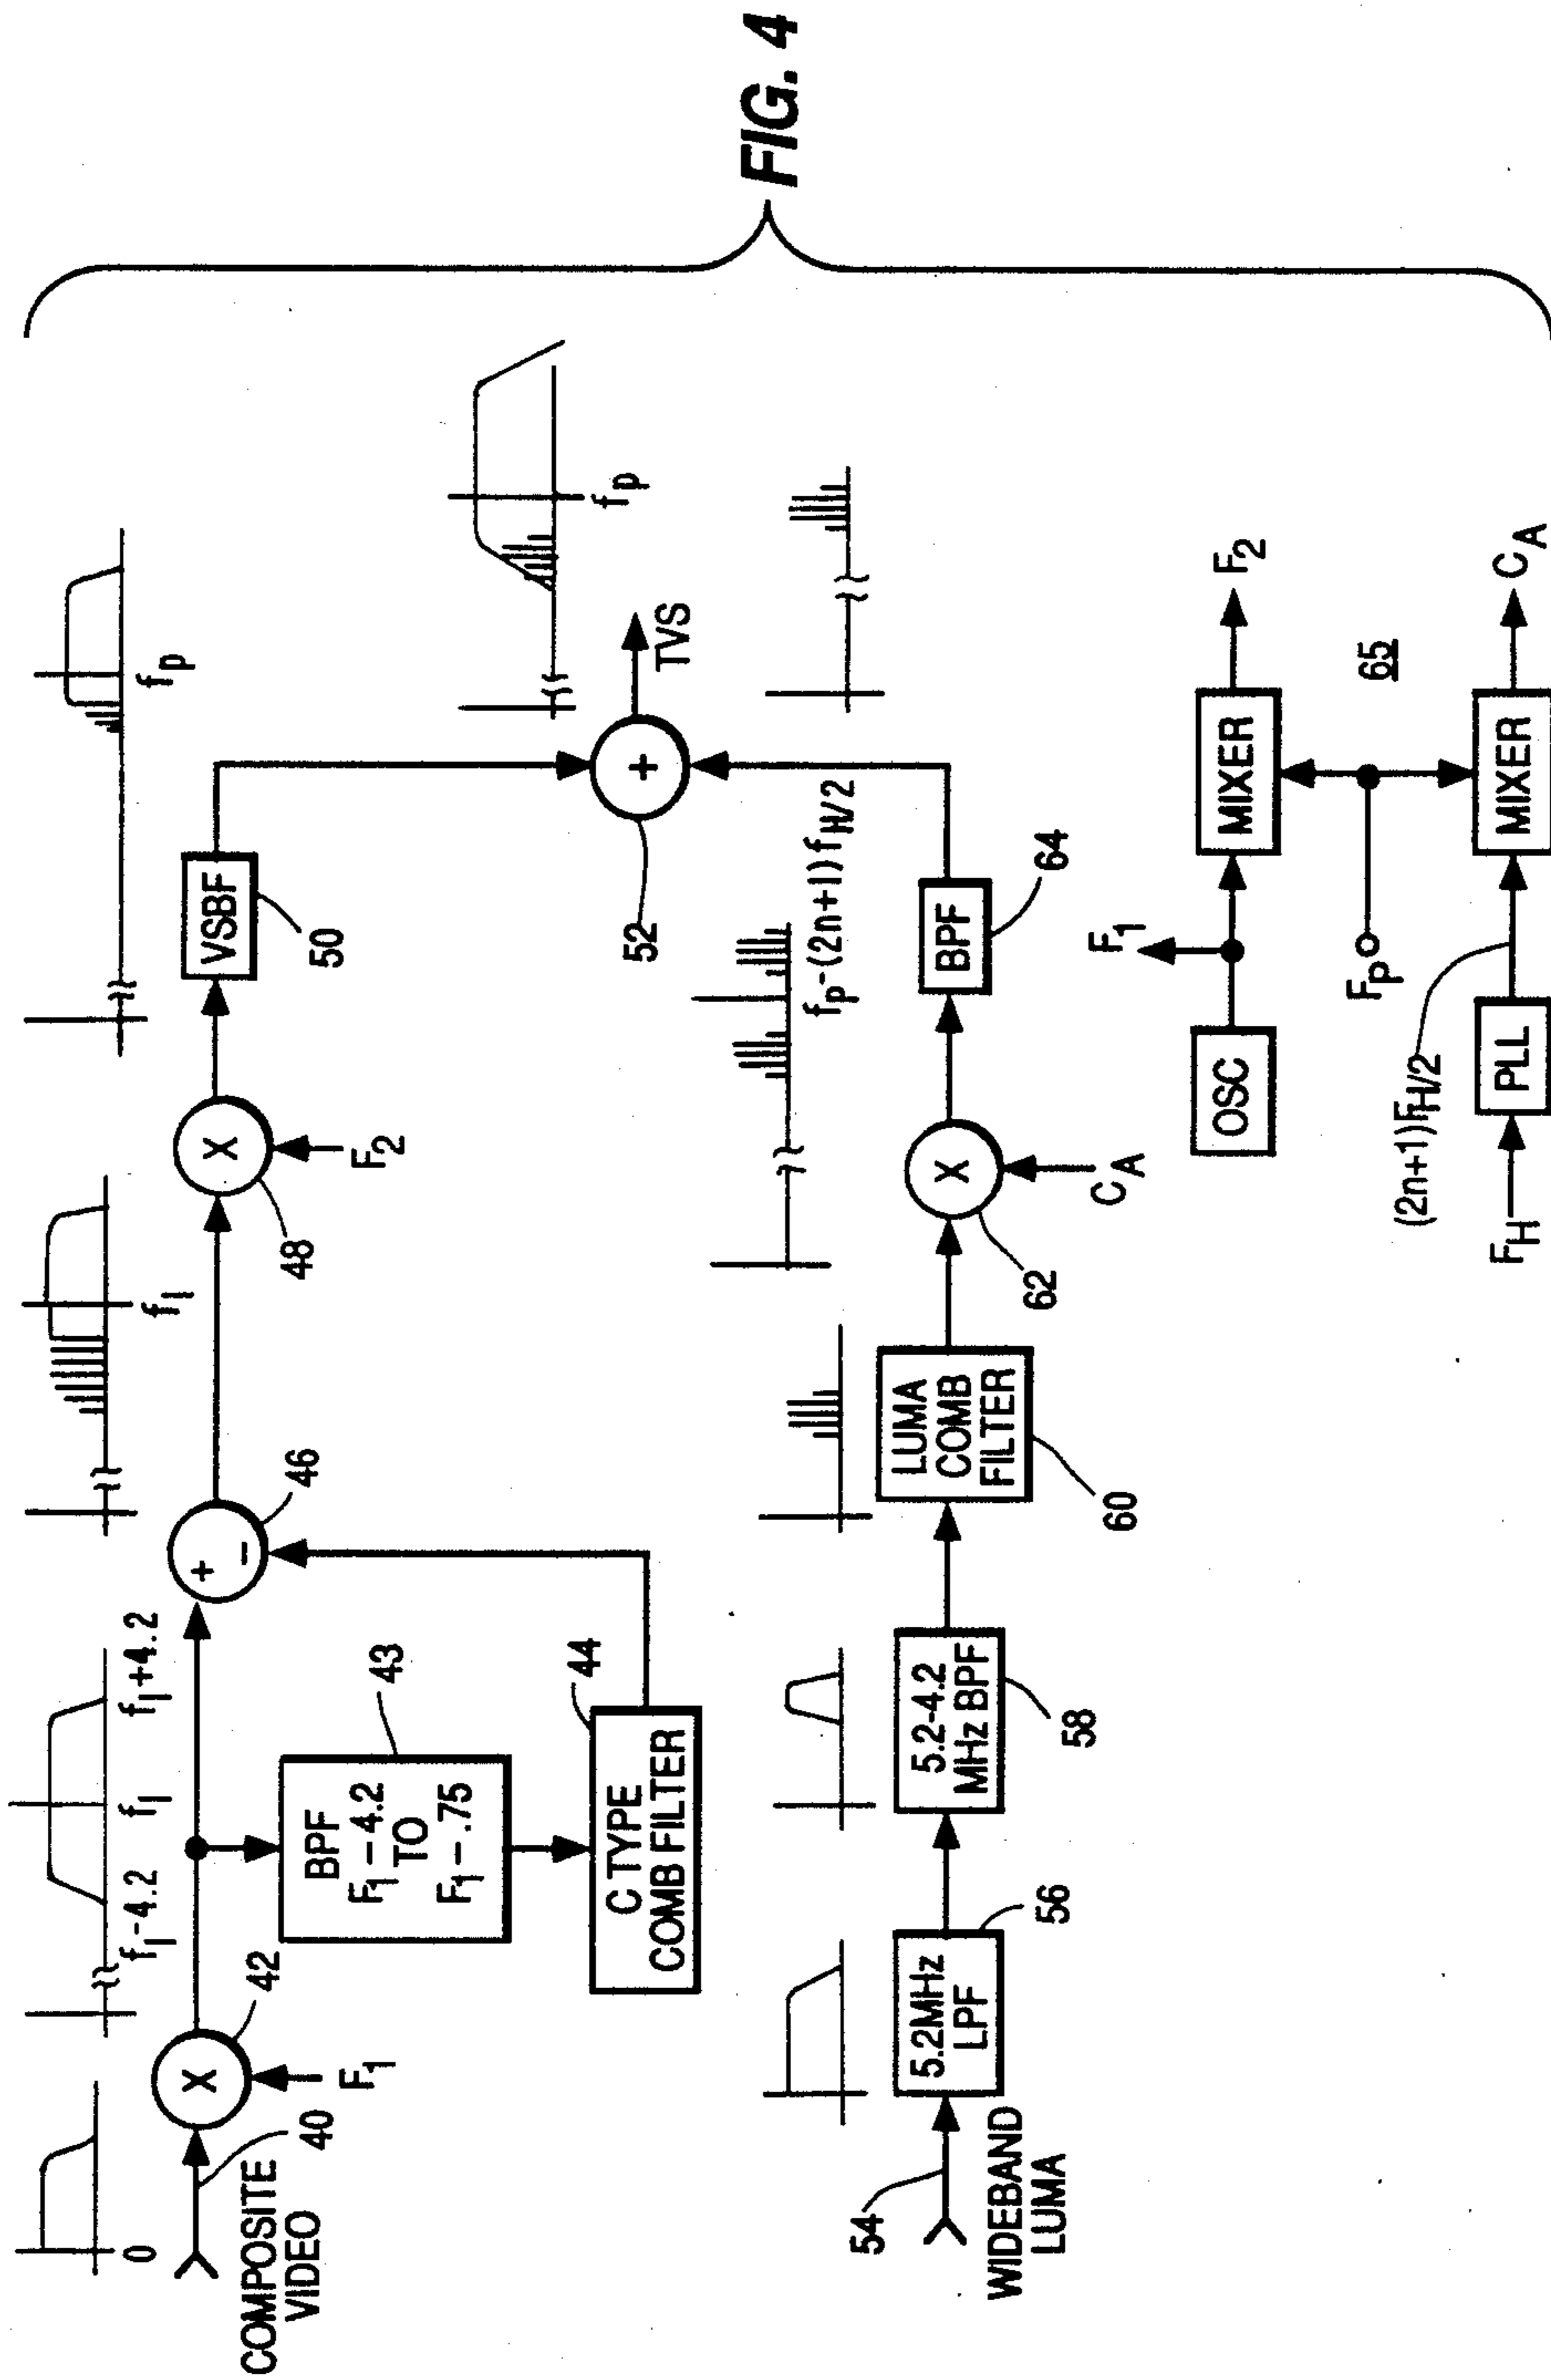 FIG. 4
0
COMPOSITE
VIDEO
40
X
42
F1
f1-4.2
f1
f1+4.2
BPF
F1-4.2
TO
F1-.75
43
C TYPE
COMB FILTER
44
+
-
46
f1
X
48
F2
VSBF
50
fp
+
52
TVS
fp
54
WIDEBAND
LUMA
5.2MHz
LPF
56
5.2-4.2
MHz BPF
58
LUMA
COMB
FILTER
60
X
62
CA
fp-(2n+1)fH/2
BPF
64
OSC
F1
MIXER
F2
Fp
65
FH
PLL
(2n+1)FH/2
MIXER
CA